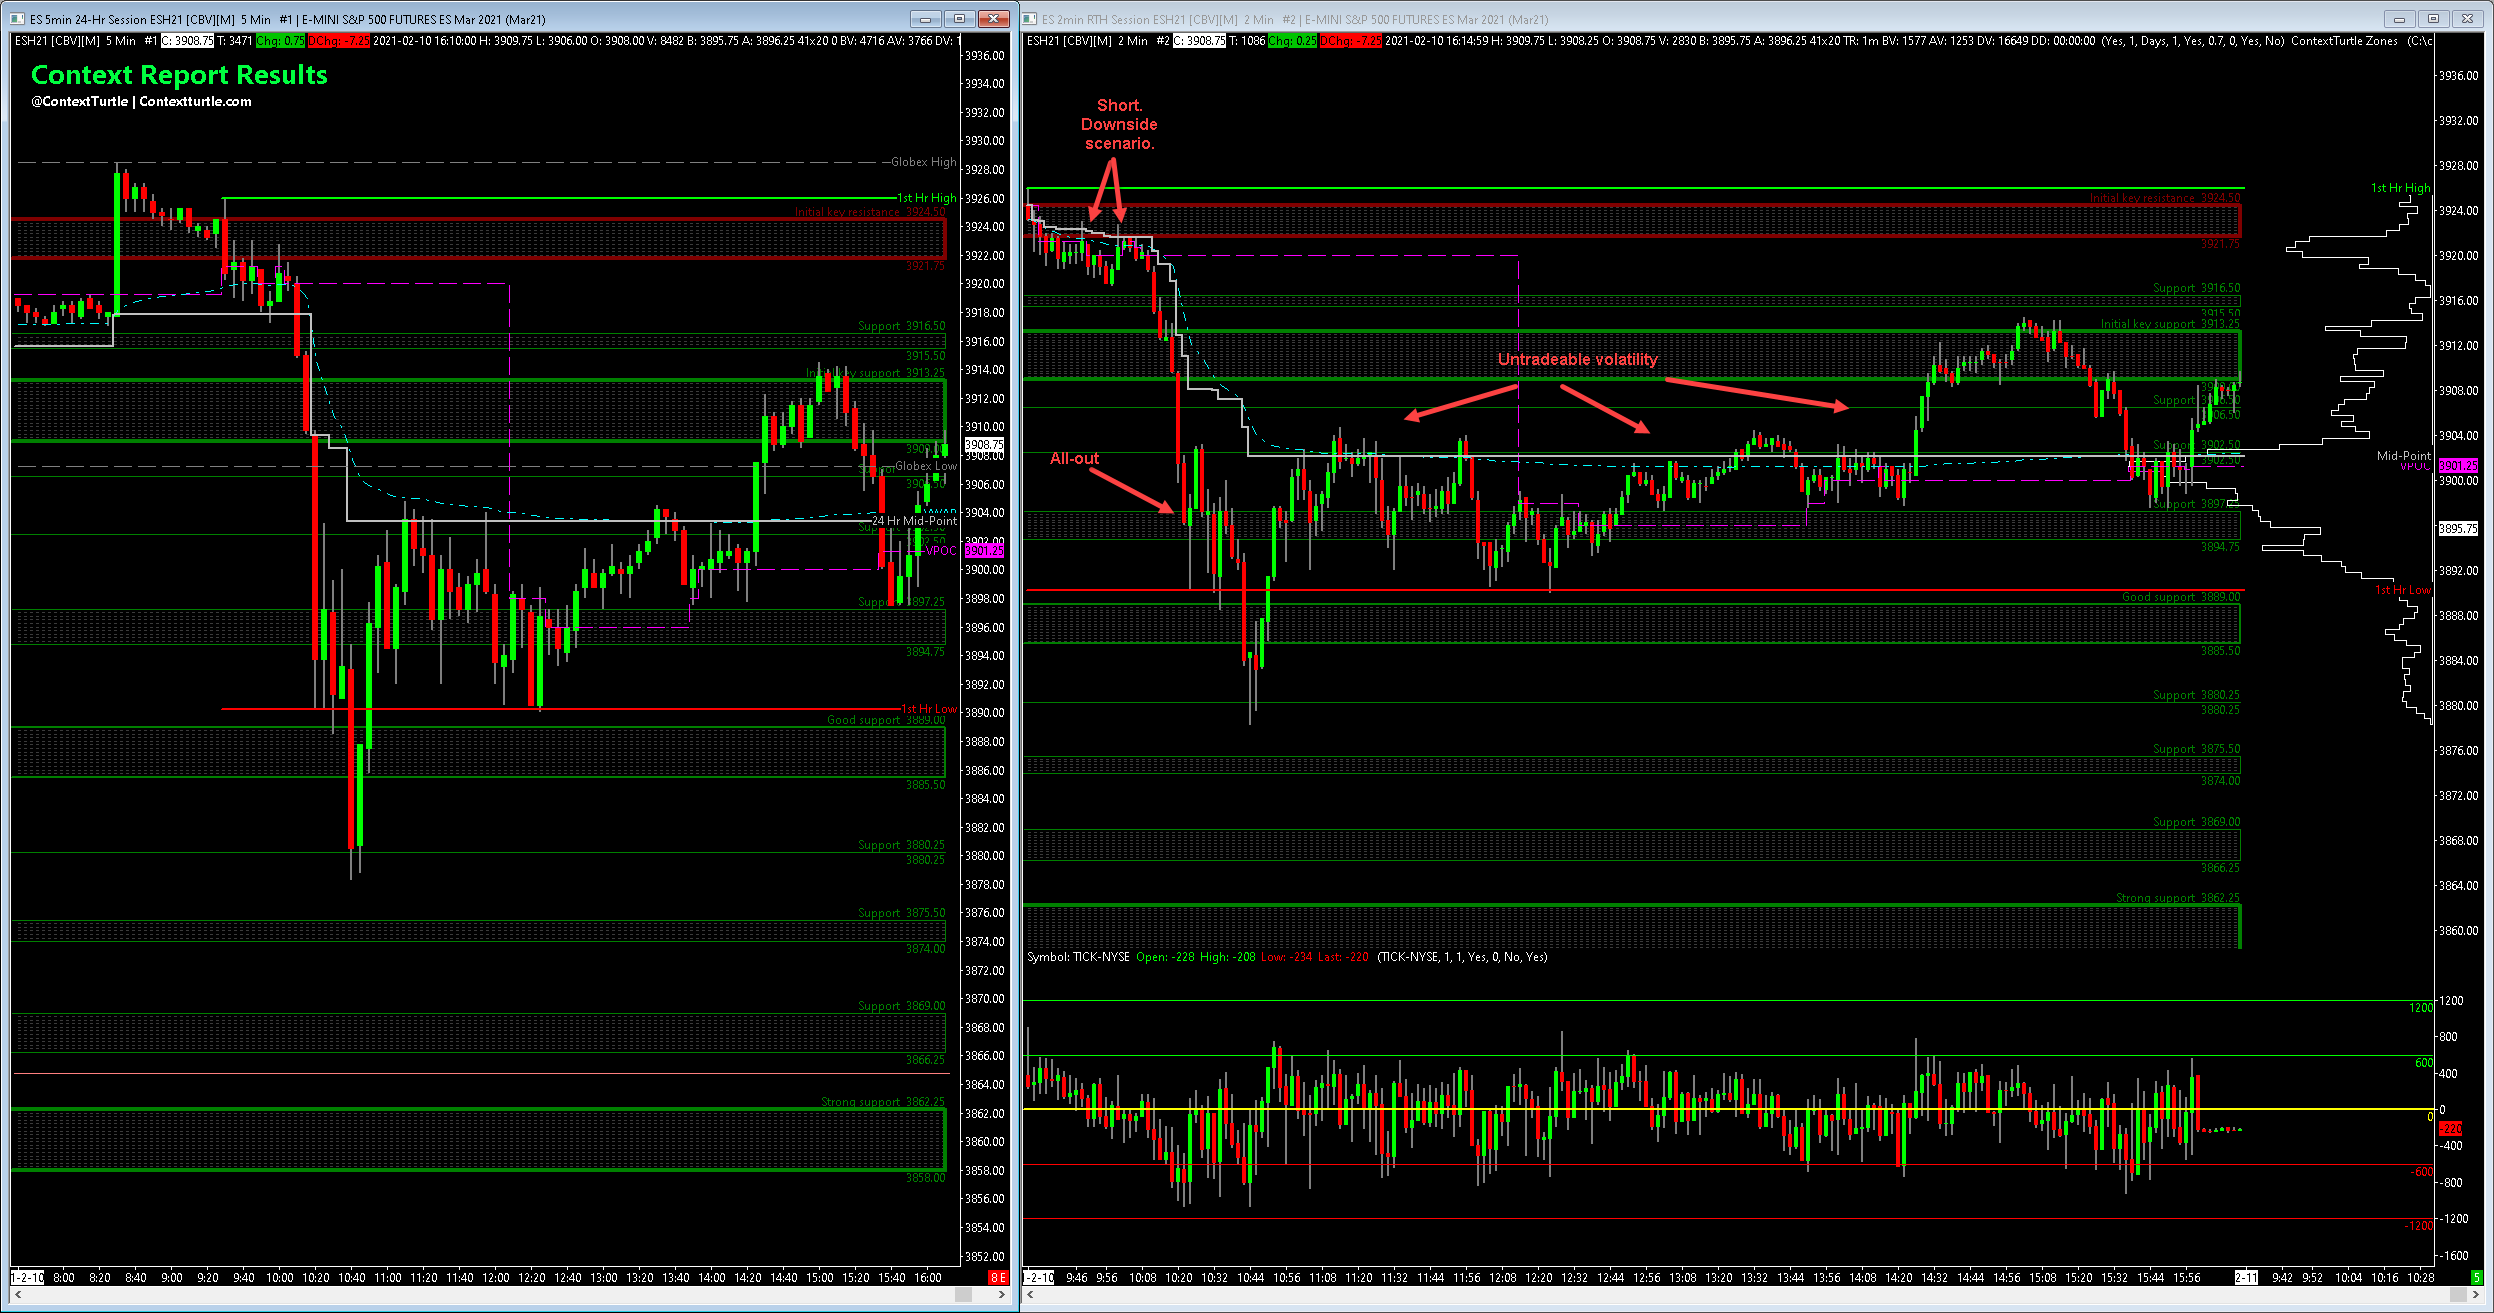 ES 5min 24-Hr Session ESH21 [CBV][M] 5 Min #1 | E-MINI S&P 500 FUTURES ES Mar 2021 (Mar21)
ESH21 [CBV][M] 5 Min #1 C: 3908.75 T: 3471 Chg: 0.75 DChg: -7.25 2021-02-10 16:10:00 H: 3909.75 L: 3906.00 O: 3908.00 V: 8482 B: 3895.75 A: 3896.25 41x20 0 BV: 4716 AV: 3766 DV: 1
Context Report Results
@ContextTurtle | Contextturtle.com
Globex High
1st Hr High
Initial key resistance 3924.50
3921.75
Support 3916.50
3915.50
Initial key support 3913.25
3909.00
Globex Low
24 Hr Mid-Point
3902.50
VPOC
Support 3897.25
3894.75
1st Hr Low
Good support 3889.00
3885.50
Support 3880.25
3880.25
Support 3875.50
3874.00
Support 3869.00
3866.25
Strong support 3862.25
3858.00
3936.00
3934.00
3932.00
3930.00
3928.00
3926.00
3924.00
3922.00
3920.00
3918.00
3916.00
3914.00
3912.00
3910.00
3908.75
3908.00
3906.00
3904.00
3902.00
3901.25
3900.00
3898.00
3896.00
3894.00
3892.00
3890.00
3888.00
3886.00
3884.00
3882.00
3880.00
3878.00
3876.00
3874.00
3872.00
3870.00
3868.00
3866.00
3864.00
3862.00
3860.00
3858.00
3856.00
3854.00
3852.00
1-2-10 8:00 8:20 8:40 9:00 9:20 9:40 10:00 10:20 10:40 11:00 11:20 11:40 12:00 12:20 12:40 13:00 13:20 13:40 14:00 14:20 14:40 15:00 15:20 15:40 16:00 8 E
ES 2min RTH Session ESH21 [CBV][M] 2 Min #2 | E-MINI S&P 500 FUTURES ES Mar 2021 (Mar21)
ESH21 [CBV][M] 2 Min #2 C: 3908.75 T: 1086 Chg: 0.25 DChg: -7.25 2021-02-10 16:14:59 H: 3909.75 L: 3908.25 O: 3908.75 V: 2830 B: 3895.75 A: 3896.25 41x20 TR: 1m BV: 1577 AV: 1253 DV: 16649 DD: 00:00:00 (Yes, 1, Days, 1, Yes, 0.7, 0, Yes, No) ContextTurtle Zones (C:\c
Short.
Downside
scenario.
1st Hr High
Initial key resistance 3924.50
3921.75
Support 3916.50
3915.50
Initial key support 3913.25
Untradeable volatility
3906.50
All-out
3902.50
Mid-Point
VPOC
3894.75
1st Hr Low
Good support 3889.00
3885.50
Support 3880.25
3880.25
Support 3875.50
3874.00
Support 3869.00
3866.25
Strong support 3862.25
3936.00
3932.00
3928.00
3924.00
3920.00
3916.00
3912.00
3908.00
3904.00
3901.25
3900.00
3895.75
3892.00
3888.00
3884.00
3880.00
3876.00
3872.00
3868.00
3864.00
3860.00
Symbol: TICK-NYSE Open: -228 High: -208 Low: -234 Last: -220 (TICK-NYSE, 1, 1, Yes, 0, No, Yes)
1200
600
0
-600
-1200
1200
800
400
0
-220
-400
-800
-1200
-1600
1-2-10 9:46 9:56 10:08 10:20 10:32 10:44 10:56 11:08 11:20 11:32 11:44 11:56 12:08 12:20 12:32 12:44 12:56 13:08 13:20 13:32 13:44 13:56 14:08 14:20 14:32 14:44 14:56 15:08 15:20 15:32 15:44 15:56 2-11 9:42 9:52 10:04 10:16 10:28 5